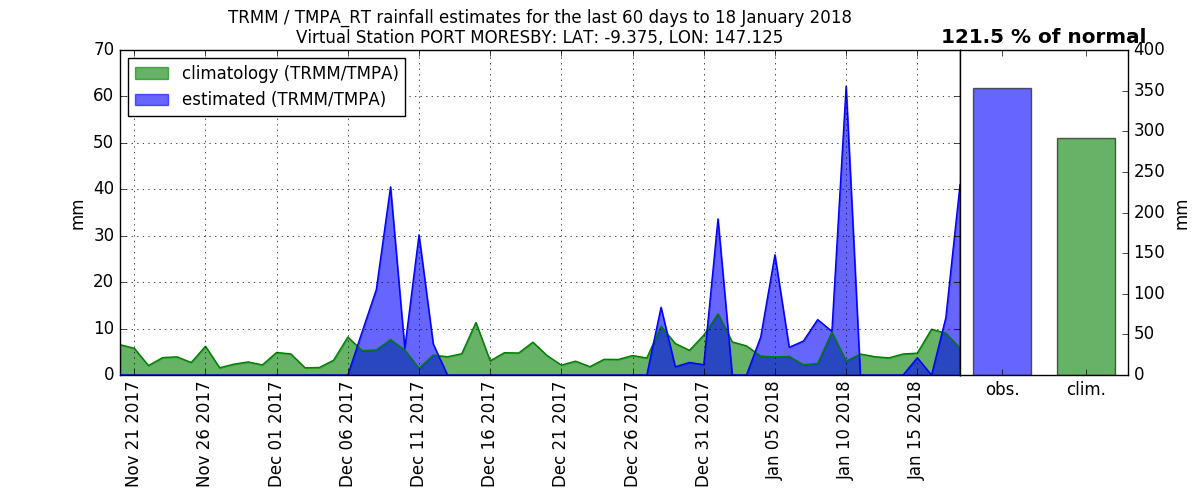 TRMM / TMPA_RT rainfall estimates for the last 60 days to 18 January 2018
Virtual Station PORT MORESBY: LAT: -9.375, LON: 147.125
121.5 % of normal
climatology (TRMM/TMPA)
estimated (TRMM/TMPA)
70
60
50
40
30
20
10
0
mm
400
350
300
250
200
150
100
50
0
mm
obs.
clim.
Nov 21 2017
Nov 26 2017
Dec 01 2017
Dec 06 2017
Dec 11 2017
Dec 16 2017
Dec 21 2017
Dec 26 2017
Dec 31 2017
Jan 05 2018
Jan 10 2018
Jan 15 2018